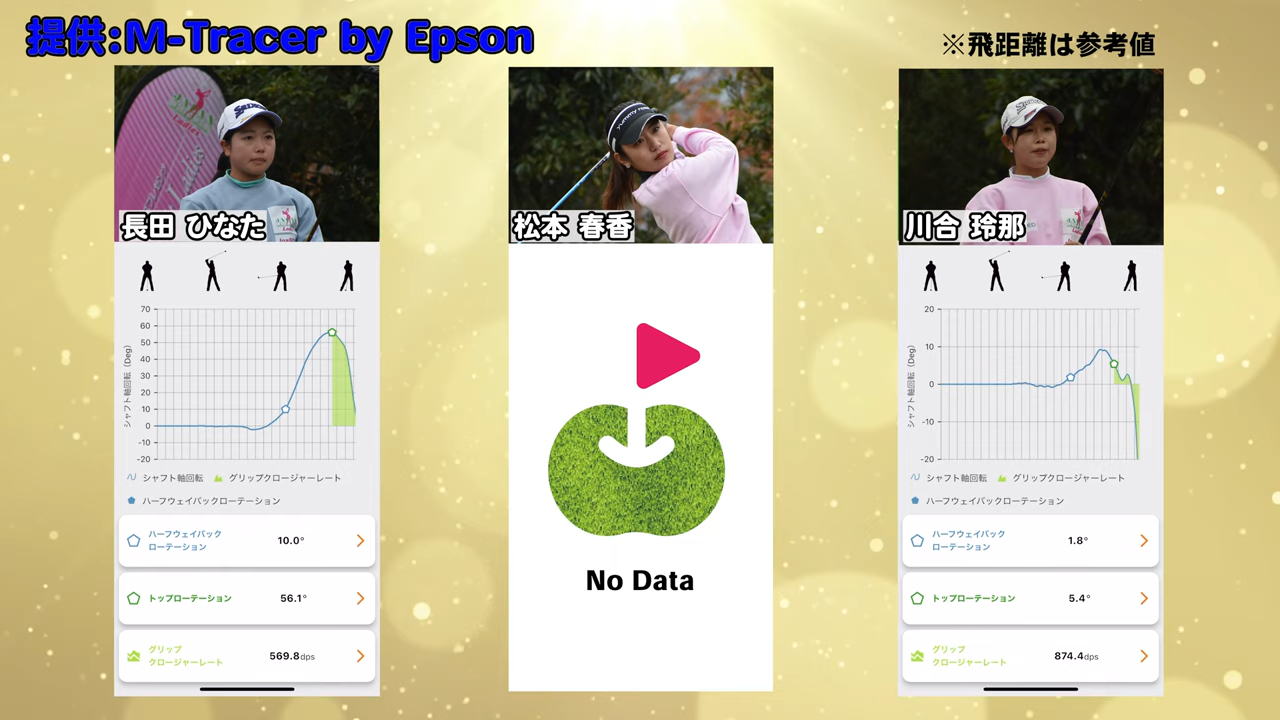 提供:M-Tracer by Epson
※飛距離は参考値
SRIXON
長田 ひなた
70
60
50
40
30
20
10
0
-10
-20
シャフト軸回転 (Deg)
シャフト軸回転 グリップクロージャーレート
ハーフウェイバックローテーション
ハーフウェイバック
ローテーション
10.0°
トップローテーション
56.1°
グリップ
クロージャーレート
569.8dps
松本 春香
No Data
川合 玲那
20
10
0
-10
-20
シャフト軸回転 (Deg)
シャフト軸回転 グリップクロージャーレート
ハーフウェイバックローテーション
ハーフウェイバック
ローテーション
1.8°
トップローテーション
5.4°
グリップ
クロージャーレート
874.4dps